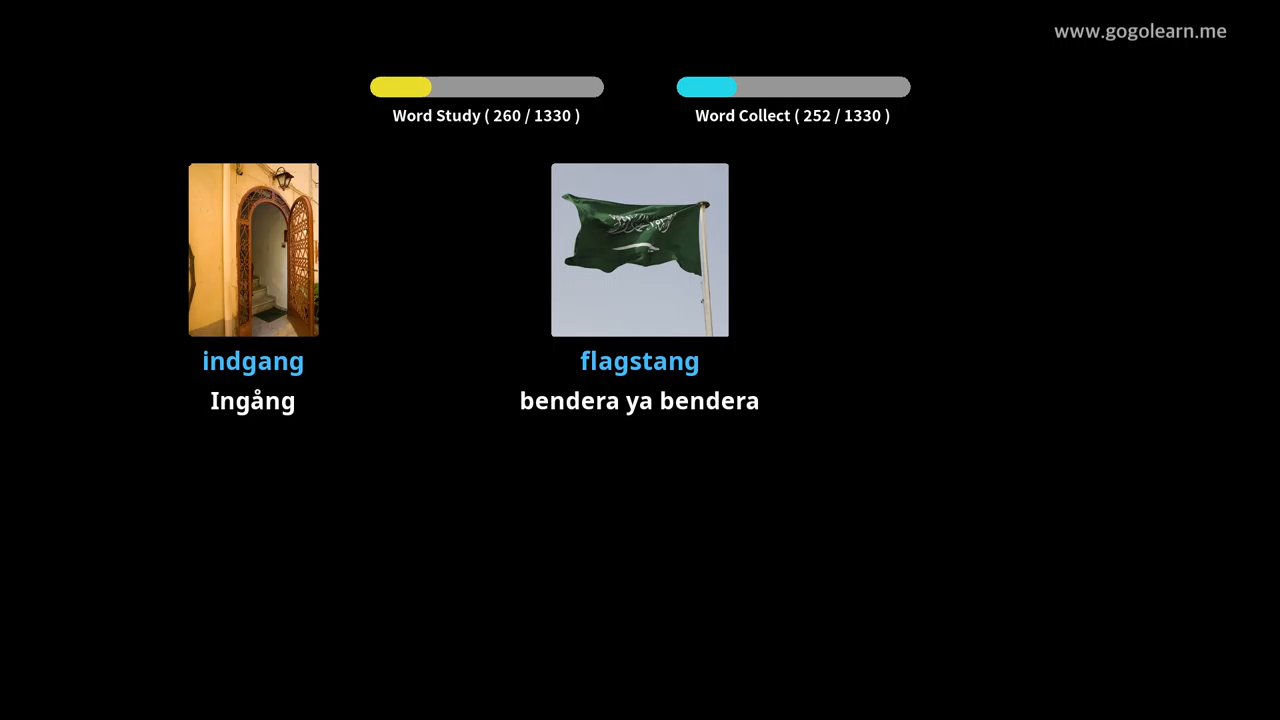 www.gogolearn.me
Word Study ( 260 / 1330 )
Word Collect ( 252 / 1330 )
indgang
Ingång
flagstang
bendera ya bendera